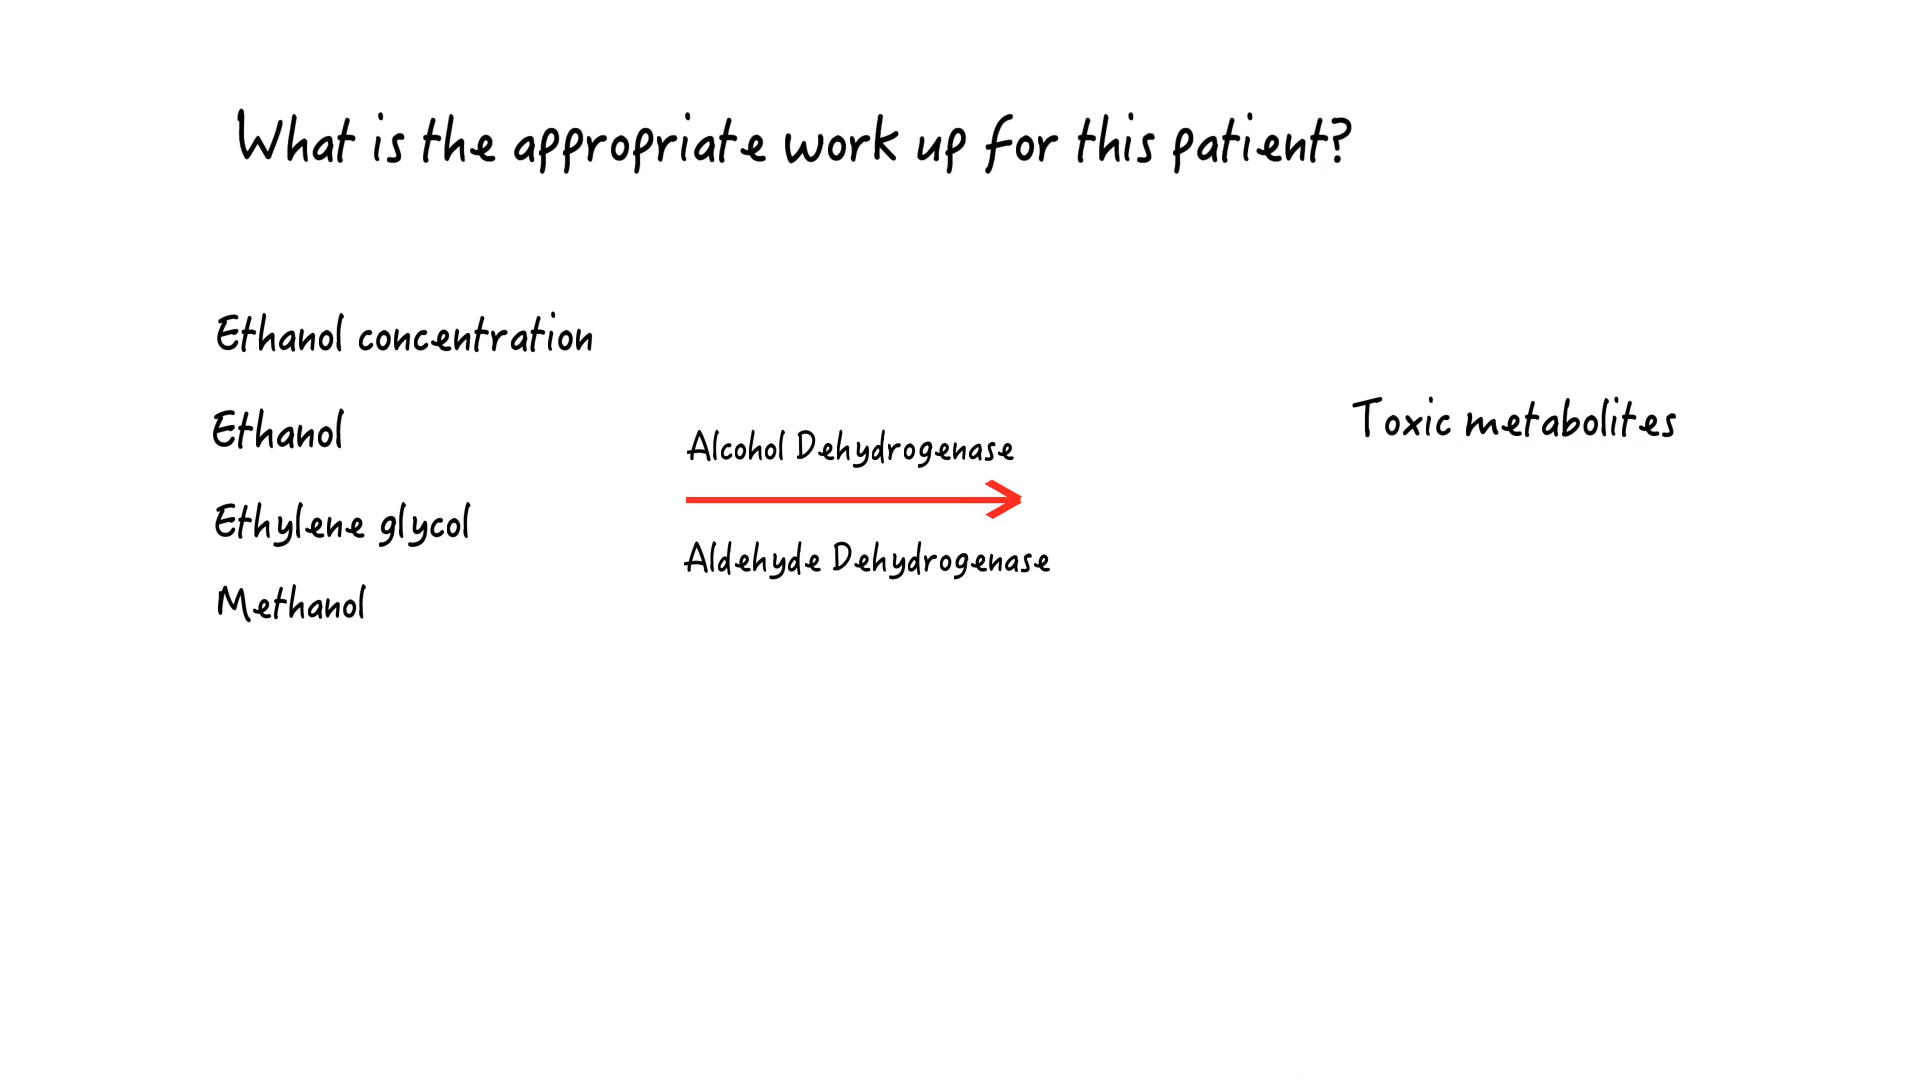 What is the appropriate work up for this patient?
Ethanol concentration
Ethanol
Ethylene glycol
Methanol
Alcohol Dehydrogenase
Aldehyde Dehydrogenase
Toxic metabolites